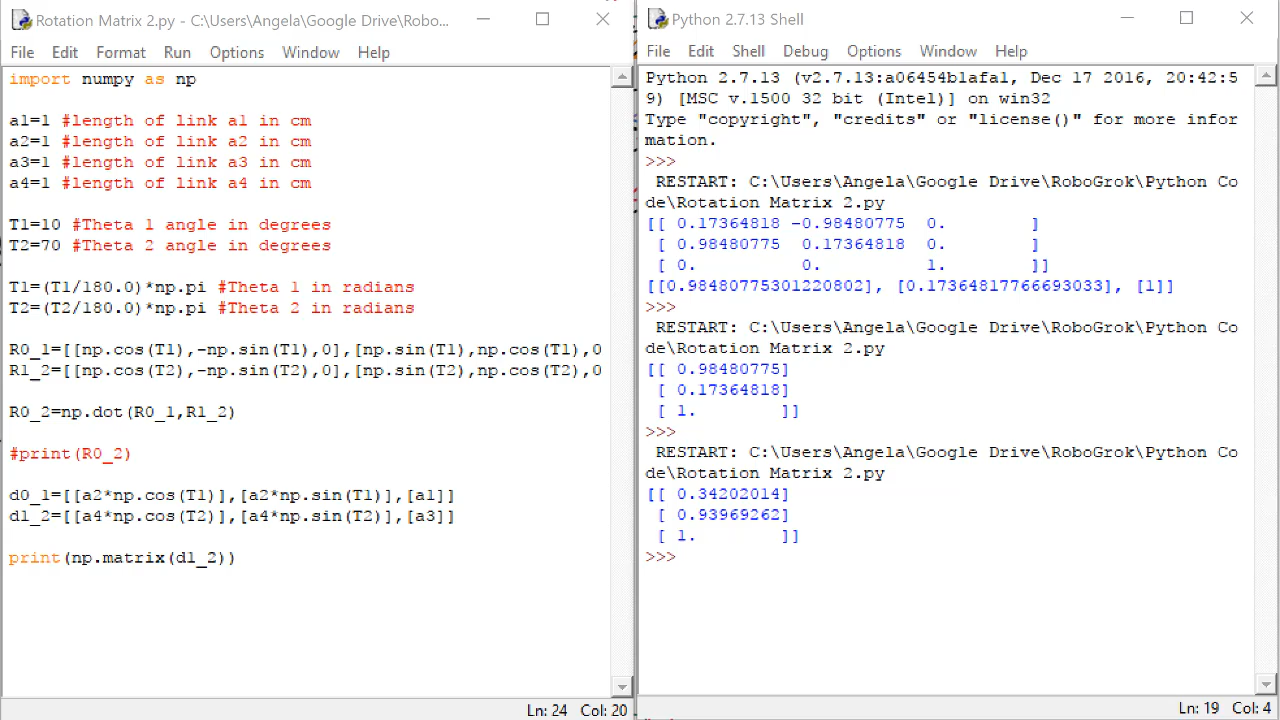 Rotation Matrix 2.py - C:\Users\Angela\Google Drive\Robo...
File Edit Format Run Options Window Help
import numpy as np
a1=1 #length of link a1 in cm
a2=1 #length of link a2 in cm
a3=1 #length of link a3 in cm
a4=1 #length of link a4 in cm
T1=10 #Theta 1 angle in degrees
T2=70 #Theta 2 angle in degrees
T1=(T1/180.0)*np.pi #Theta 1 in radians
T2=(T2/180.0)*np.pi #Theta 2 in radians
R0_1=[[np.cos(T1),-np.sin(T1),0],[np.sin(T1),np.cos(T1),0
R1_2=[[np.cos(T2),-np.sin(T2),0],[np.sin(T2),np.cos(T2),0
R0_2=np.dot(R0_1,R1_2)
#print(R0_2)
d0_1=[[a2*np.cos(T1)],[a2*np.sin(T1)],[a1]]
d1_2=[[a4*np.cos(T2)],[a4*np.sin(T2)],[a3]]
print(np.matrix(d1_2))
Ln: 24 Col: 20
Python 2.7.13 Shell
File Edit Shell Debug Options Window Help
Python 2.7.13 (v2.7.13:a06454b1afa1, Dec 17 2016, 20:42:5
9) [MSC v.1500 32 bit (Intel)] on win32
Type "copyright", "credits" or "license()" for more infor
mation.
>>>
RESTART: C:\Users\Angela\Google Drive\RoboGrok\Python Co
de\Rotation Matrix 2.py
[[ 0.17364818 -0.98480775 0. ]
[ 0.98480775 0.17364818 0. ]
[ 0. 0. 1. ]]
[[0.98480775301220802], [0.17364817766693033], [1]]
>>>
RESTART: C:\Users\Angela\Google Drive\RoboGrok\Python Co
de\Rotation Matrix 2.py
[[ 0.98480775]
[ 0.17364818]
[ 1. ]]
>>>
RESTART: C:\Users\Angela\Google Drive\RoboGrok\Python Co
de\Rotation Matrix 2.py
[[ 0.34202014]
[ 0.93969262]
[ 1. ]]
>>>
Ln: 19 Col: 4